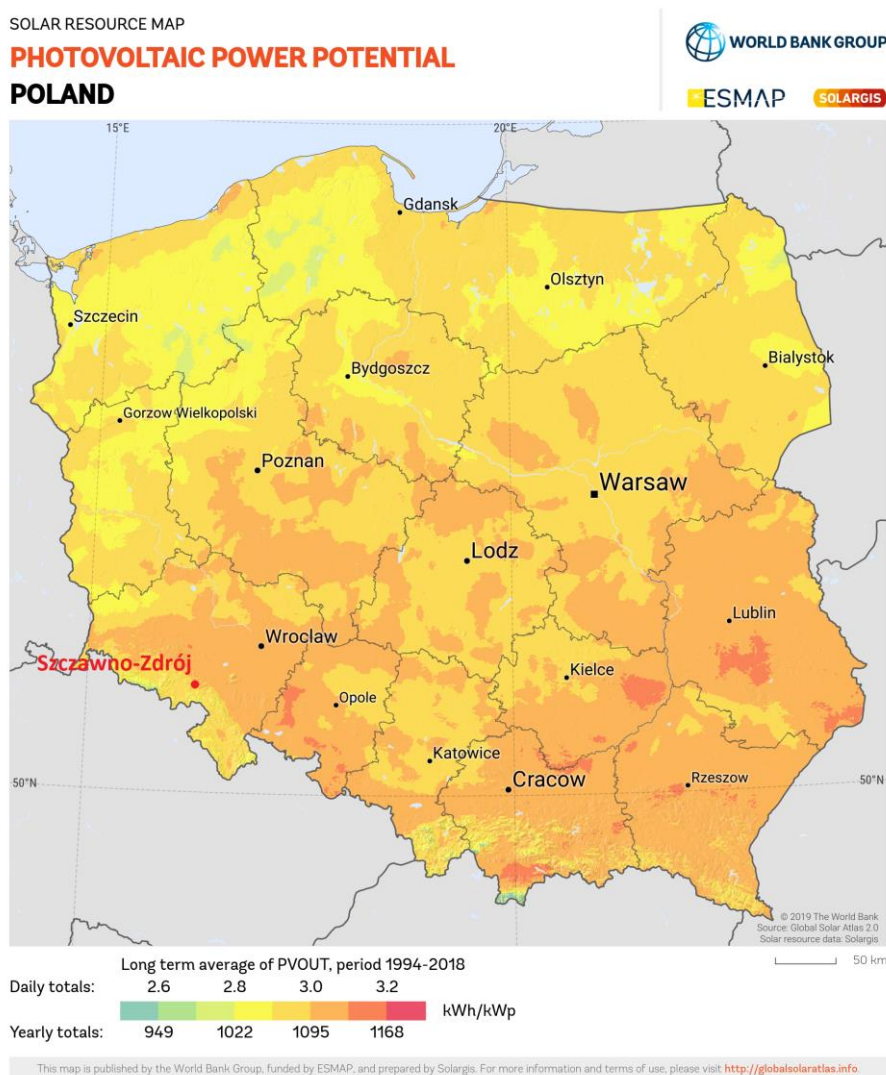 SOLAR RESOURCE MAP
PHOTOVOLTAIC POWER POTENTIAL
POLAND
WORLD BANK GROUP
ESMAP
SOLARGIS
15°E
20°E
Gdansk
Olsztyn
Szczecin
Bialystok
Bydgoszcz
Gorzow Wielkopolski
Poznan
Warsaw
Lodz
Lublin
Wroclaw
Szczawno-Zdrój
Kielce
Opole
Katowice
50°N
Cracow
Rzeszow
50°N
© 2019 The World Bank
Source: Global Solar Atlas 2.0
Solar resource data: Solargis
50 km
Long term average of PVOUT, period 1994-2018
Daily totals: 2.6 2.8 3.0 3.2
kWh/kWp
Yearly totals: 949 1022 1095 1168
This map is published by the World Bank Group, funded by ESMAP, and prepared by Solargis. For more information and terms of use, please visit http://globalsolaratlas.info.